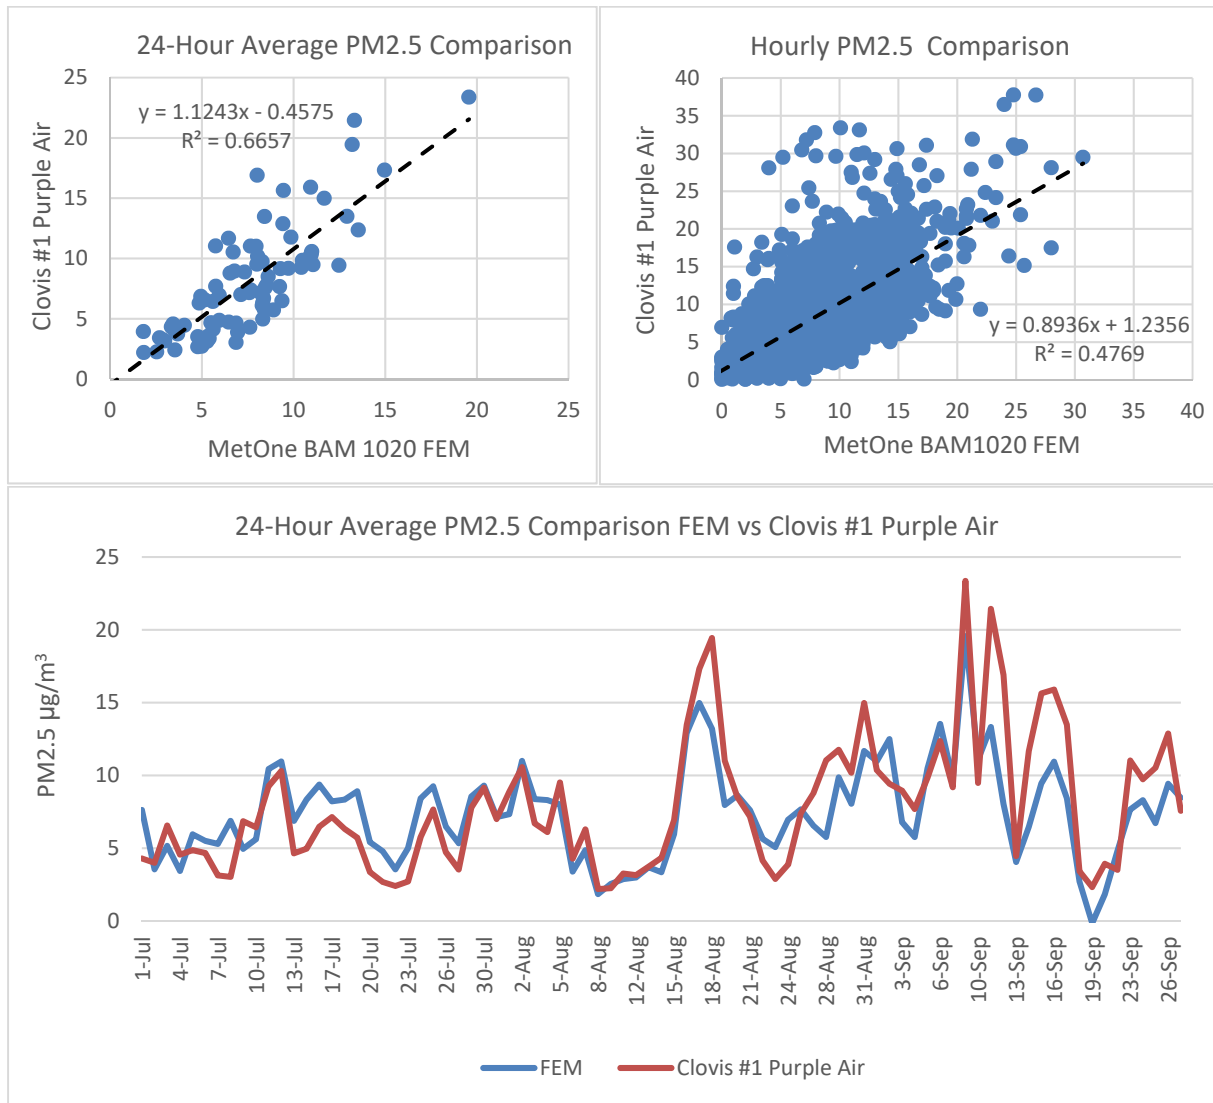 24-Hour Average PM2.5 Comparison
25
20
15
10
5
0
y = 1.1243x - 0.4575
R² = 0.6657
Clovis #1 Purple Air
0 5 10 15 20 25
MetOne BAM 1020 FEM
Hourly PM2.5 Comparison
40
35
30
25
20
15
10
5
0
y = 0.8936x + 1.2356
R² = 0.4769
Clovis #1 Purple Air
0 5 10 15 20 25 30 35 40
MetOne BAM1020 FEM
24-Hour Average PM2.5 Comparison FEM vs Clovis #1 Purple Air
25
20
15
10
5
0
PM2.5 µg/m³
1-Jul
4-Jul
7-Jul
10-Jul
13-Jul
17-Jul
20-Jul
23-Jul
26-Jul
30-Jul
2-Aug
5-Aug
8-Aug
12-Aug
15-Aug
18-Aug
21-Aug
24-Aug
28-Aug
31-Aug
3-Sep
6-Sep
10-Sep
13-Sep
16-Sep
19-Sep
23-Sep
26-Sep
FEM
Clovis #1 Purple Air